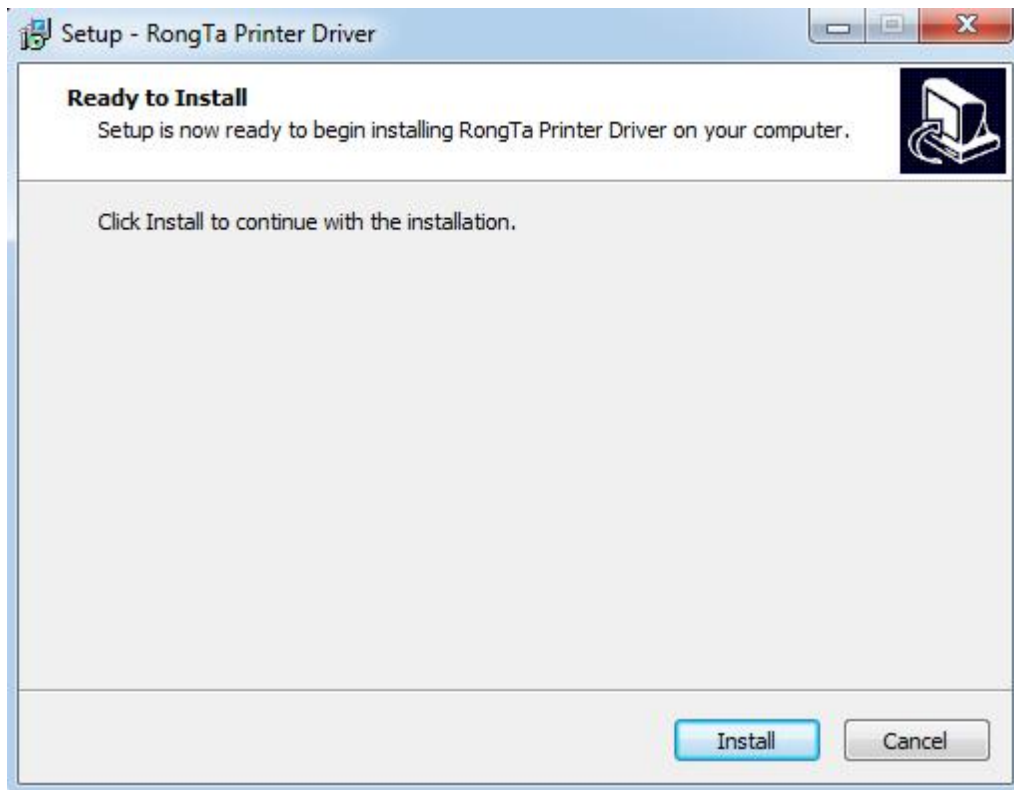 Setup - RongTa Printer Driver
Ready to Install
Setup is now ready to begin installing RongTa Printer Driver on your computer.
Click Install to continue with the installation.
Install
Cancel